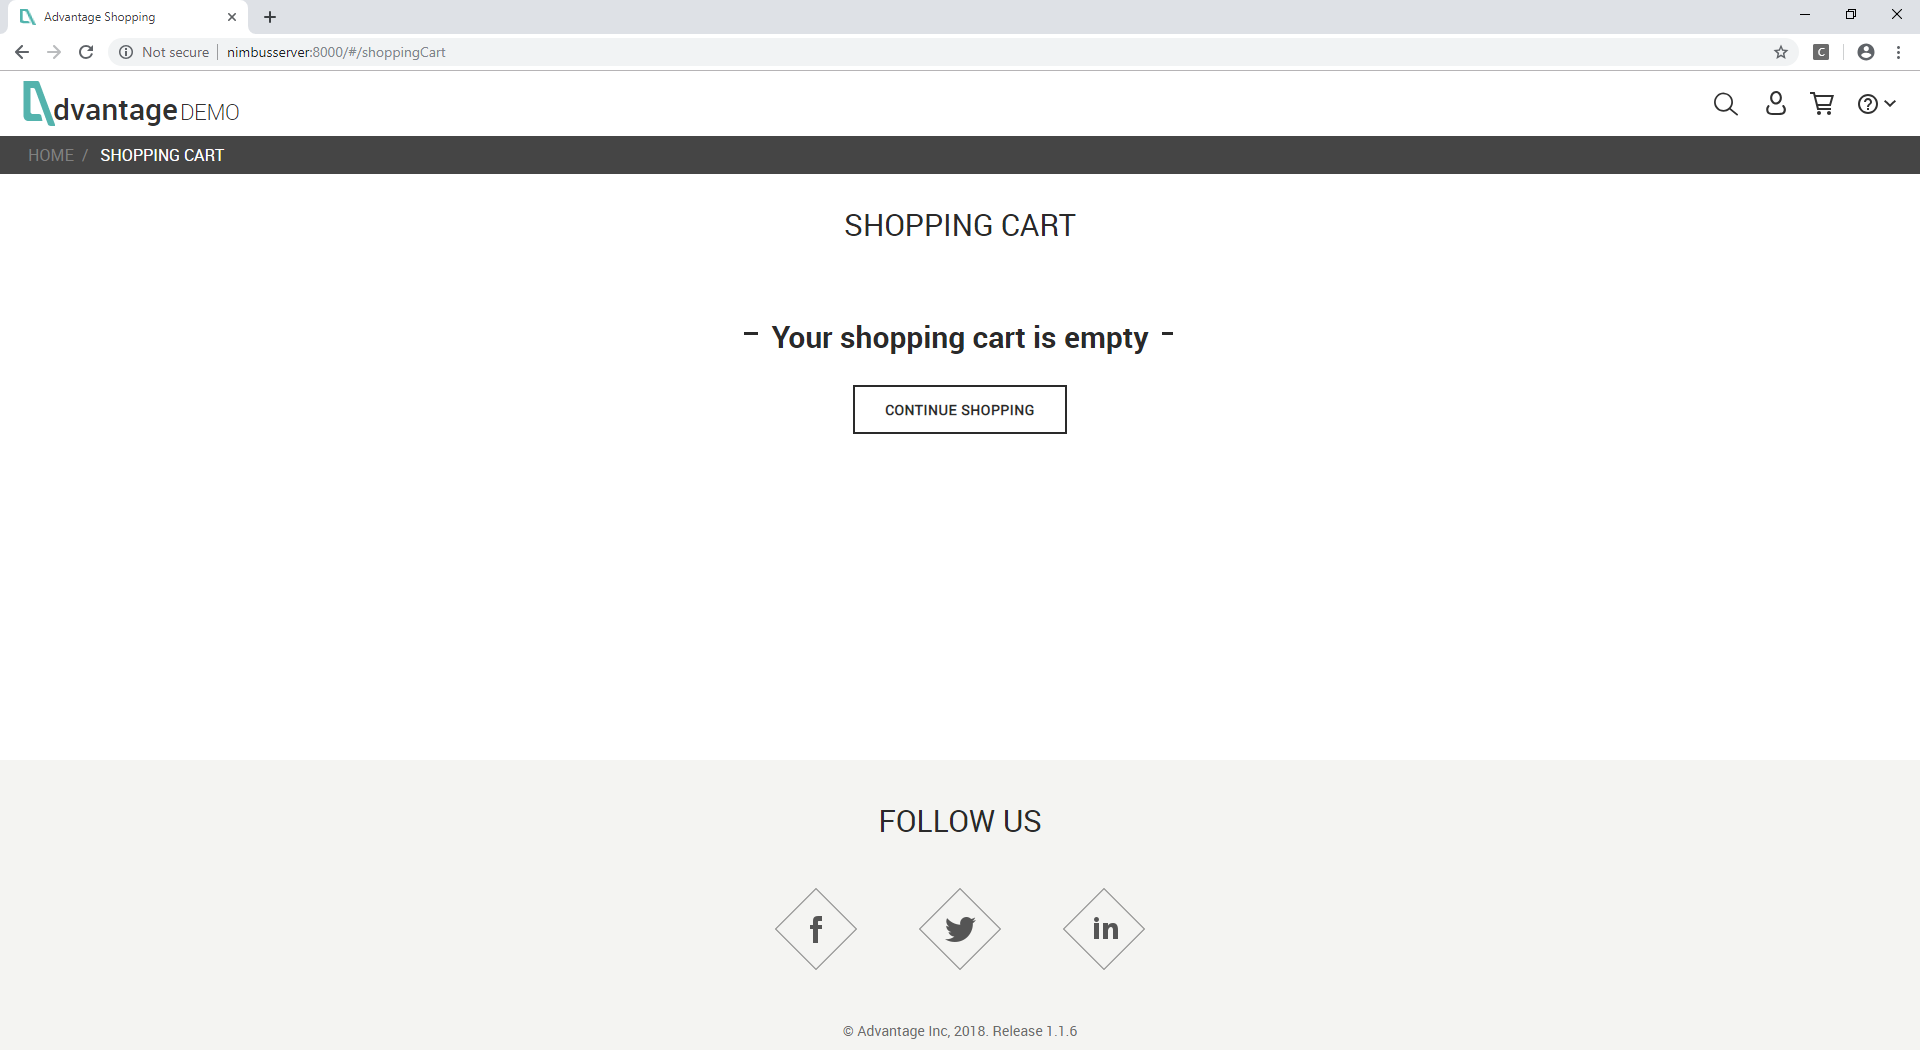 Advantage Shopping
Not secure
nimbusserver:8000/#/shoppingCart
C
dvantage DEMO
HOME / SHOPPING CART
SHOPPING CART
– Your shopping cart is empty –
CONTINUE SHOPPING
FOLLOW US
f
in
© Advantage Inc, 2018. Release 1.1.6